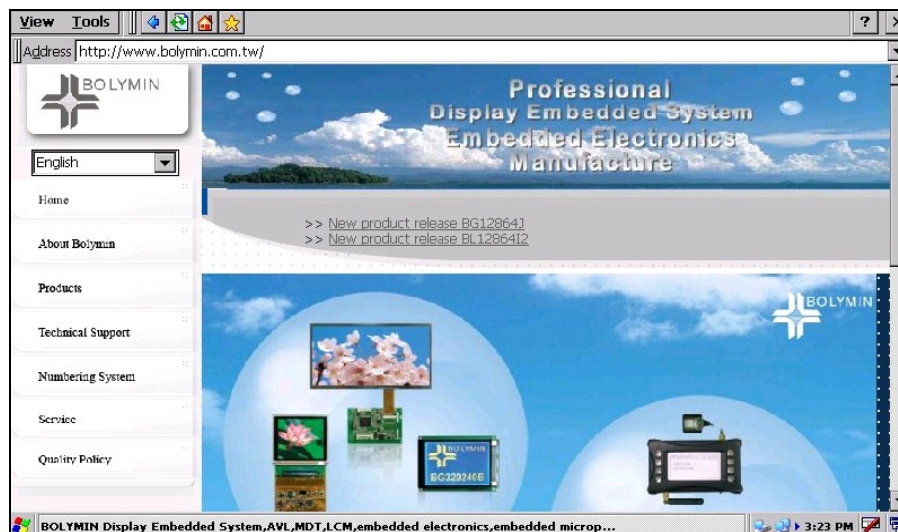 View Tools ?
Address http://www.bolymin.com.tw/
BOLYMIN
Professional
Display Embedded System
Embedded Electronics
Manufacture
English
Home
About Bolymin
Products
Technical Support
Numbering System
Service
Quality Policy
>> New product release BG12864J
>> New product release BL12864I2
BOLYMIN
BOLYMIN
BG320240B
BOLYMIN Display Embedded System,AVL,MDT,LCM,embedded electronics,embedded microp...
3:23 PM